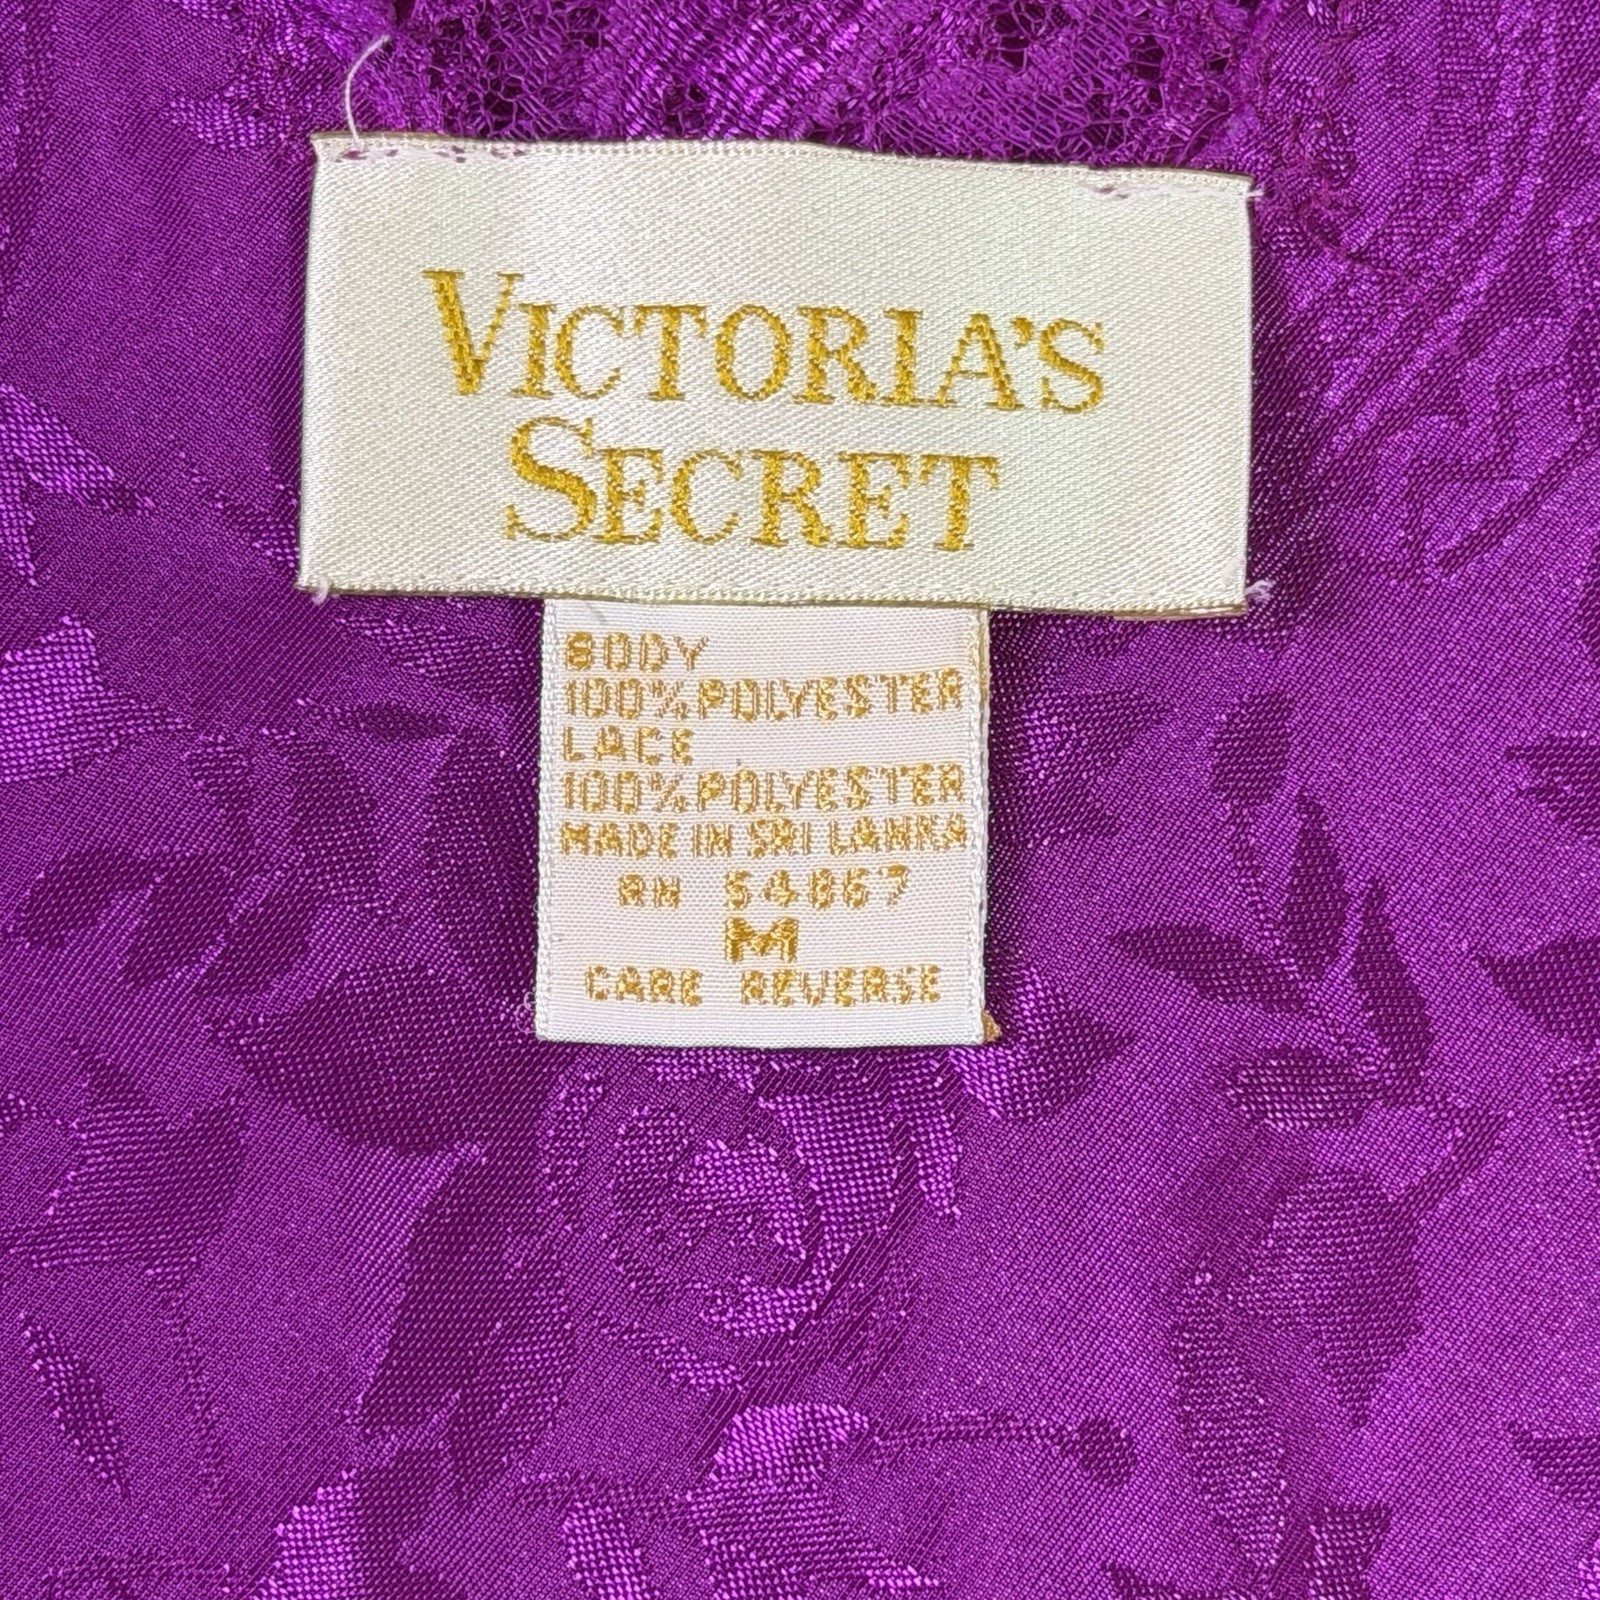 VICTORIA'S
SECRET
BODY
100% POLYESTER
LACE
100% POLYESTER
MADE IN SRI LANKA
RN 54867
M
CARE REVERSE